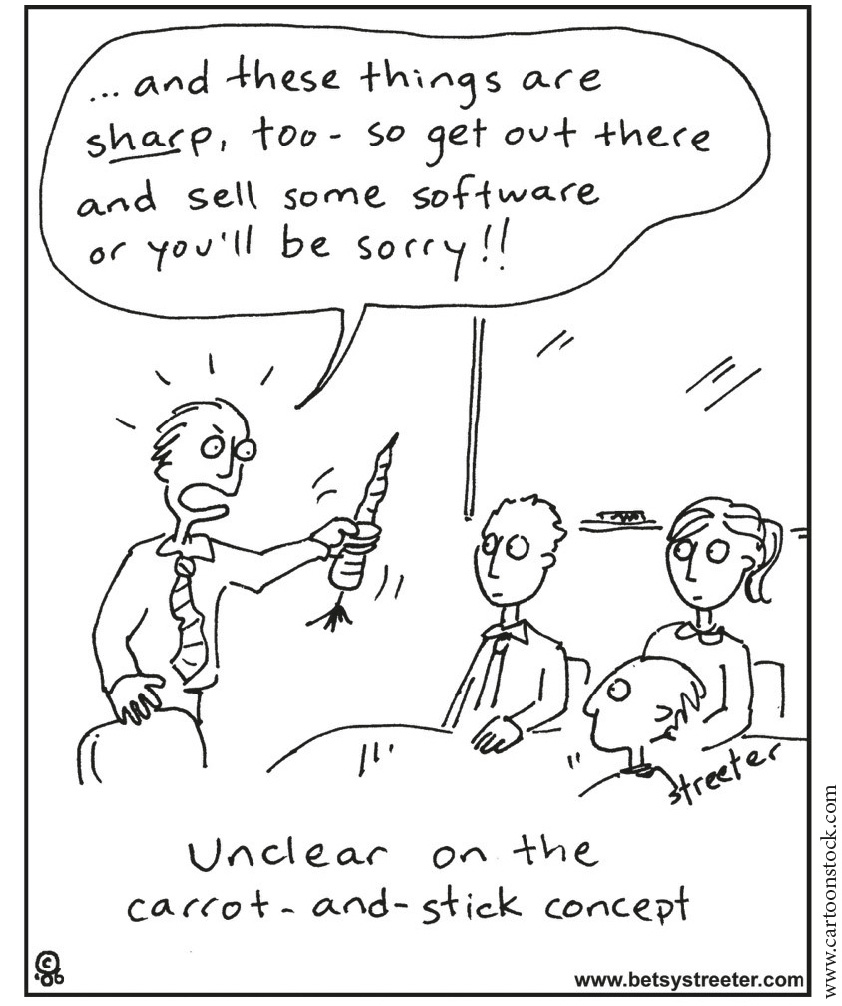 ... and these things are
sharp, too - so get out there
and sell some software
or you'll be sorry!!
streeter
Unclear on the
carrot-and-stick concept
© '06
www.betsystreeter.com
www.cartoonstock.com